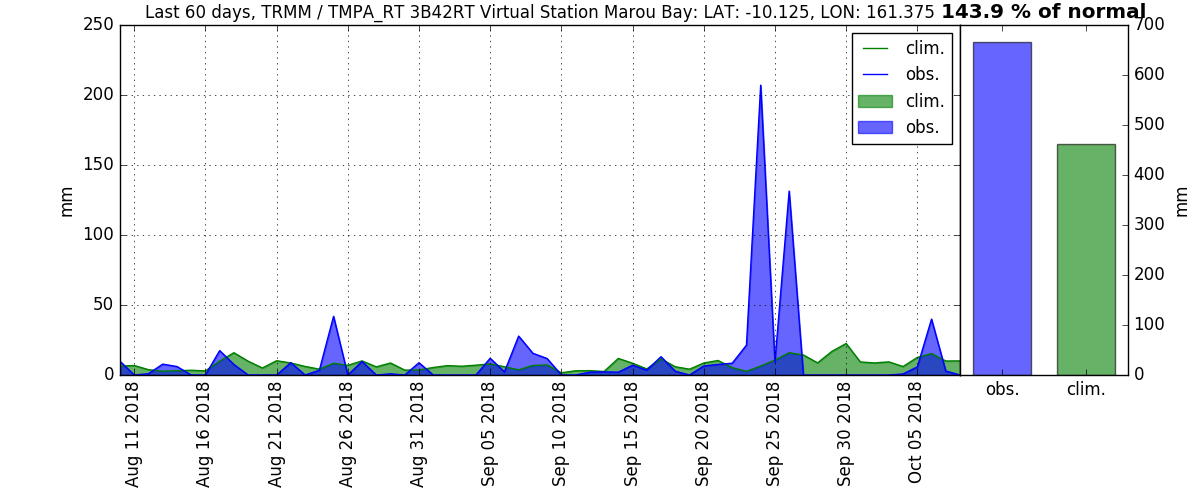 Last 60 days, TRMM / TMPA_RT 3B42RT Virtual Station Marou Bay: LAT: -10.125, LON: 161.375 143.9 % of normal
250
200
150
100
50
0
mm
clim.
obs.
clim.
obs.
700
600
500
400
300
200
100
0
mm
obs.
clim.
Aug 11 2018
Aug 16 2018
Aug 21 2018
Aug 26 2018
Aug 31 2018
Sep 05 2018
Sep 10 2018
Sep 15 2018
Sep 20 2018
Sep 25 2018
Sep 30 2018
Oct 05 2018